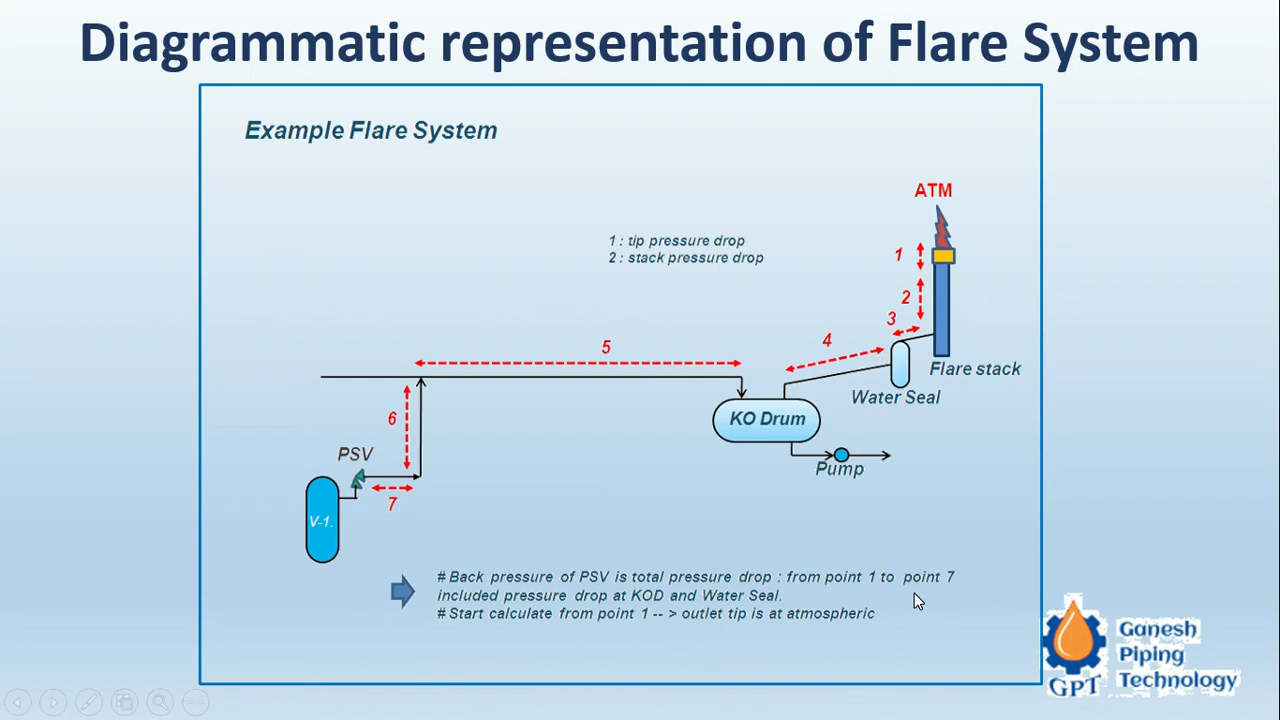 Diagrammatic representation of Flare System
Example Flare System
ATM
1 : tip pressure drop
2 : stack pressure drop
1
2
3
4
5
Flare stack
Water Seal
KO Drum
6
PSV
Pump
7
V-1.
# Back pressure of PSV is total pressure drop : from point 1 to point 7
included pressure drop at KOD and Water Seal.
# Start calculate from point 1 -- > outlet tip is at atmospheric
Ganesh
Piping
Technology
GPT